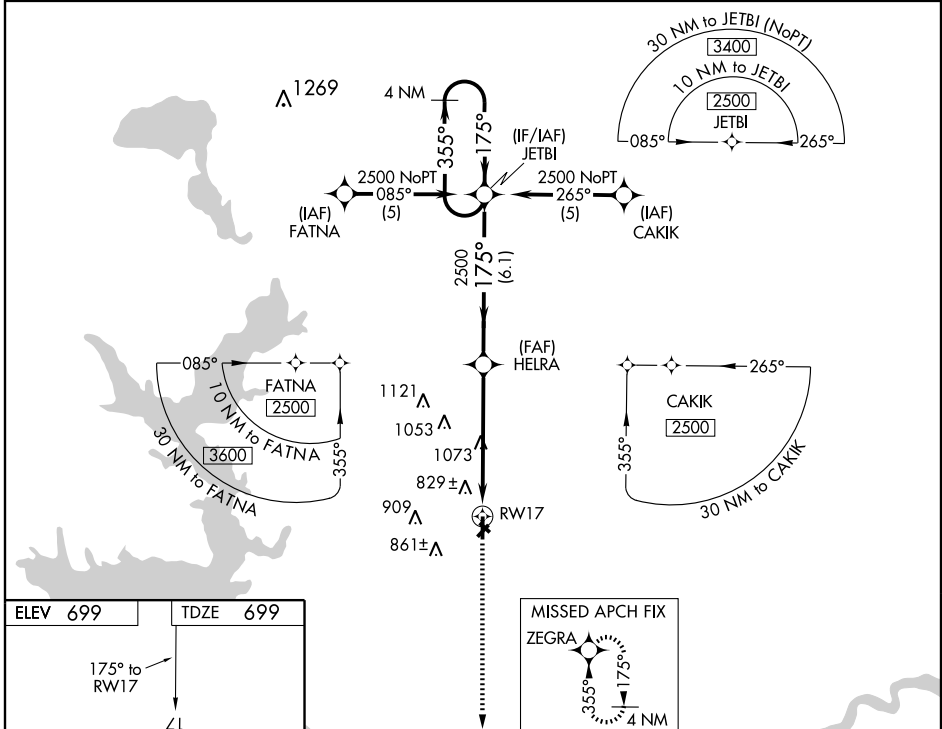 30 NM to JETBI (NoPT)
3400
10 NM to JETBI
2500
JETBI
085°
265°
1269
4 NM
355°
175°
(IF/IAF)
JETBI
2500 NoPT
085°
(5)
(IAF)
FATNA
2500 NoPT
265°
(5)
(IAF)
CAKIK
2500
175°
(6.1)
(FAF)
HELRA
085°
FATNA
2500
10 NM to FATNA
3600
30 NM to FATNA
355°
265°
CAKIK
2500
355°
30 NM to CAKIK
1121
1053
1073
829±
909
861±
RW17
ELEV 699
TDZE 699
175° to
RW17
17
MISSED APCH FIX
ZEGRA
355°
175°
4 NM